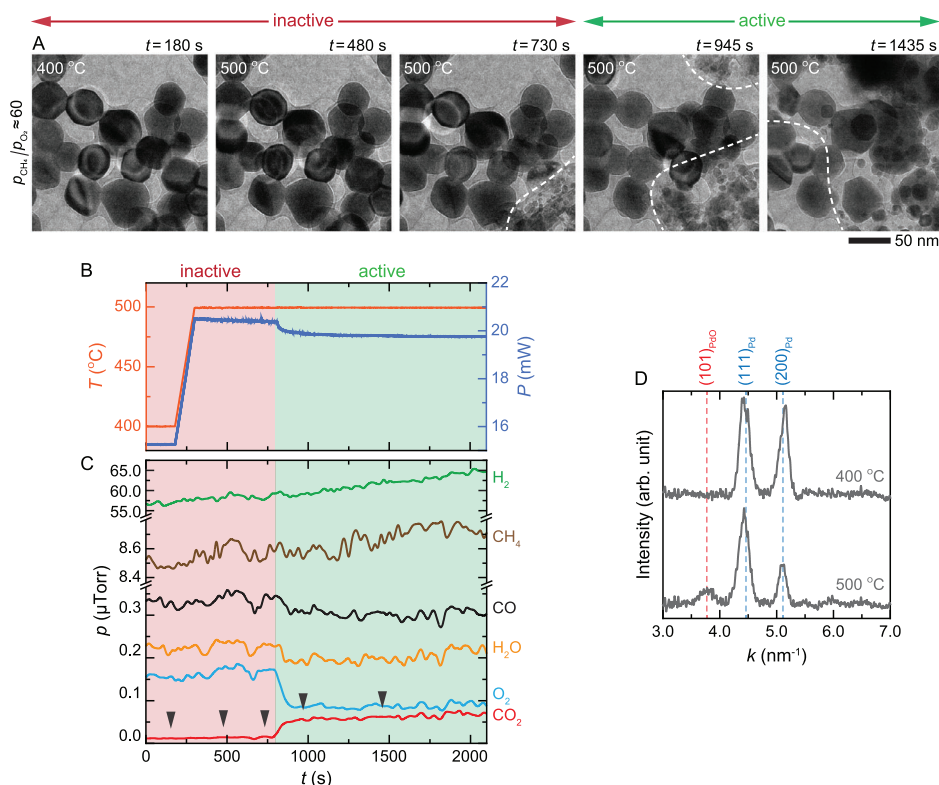 inactive
active
A
t = 180 s
t = 480 s
t = 730 s
t = 945 s
t = 1435 s
400 °C
500 °C
500 °C
500 °C
500 °C
pCH₄/pO₂≈60
50 nm
B
inactive
active
500
475
450
425
400
T (°C)
22
20
18
16
P (mW)
C
65.0
60.0
55.0
8.6
8.4
0.3
0.2
0.1
0.0
p (µTorr)
H₂
CH₄
CO
H₂O
O₂
CO₂
0 500 1000 1500 2000
t (s)
D
(101)PdO
(111)Pd
(200)Pd
Intensity (arb. unit)
400 °C
500 °C
3.0 4.0 5.0 6.0 7.0
k (nm⁻¹)